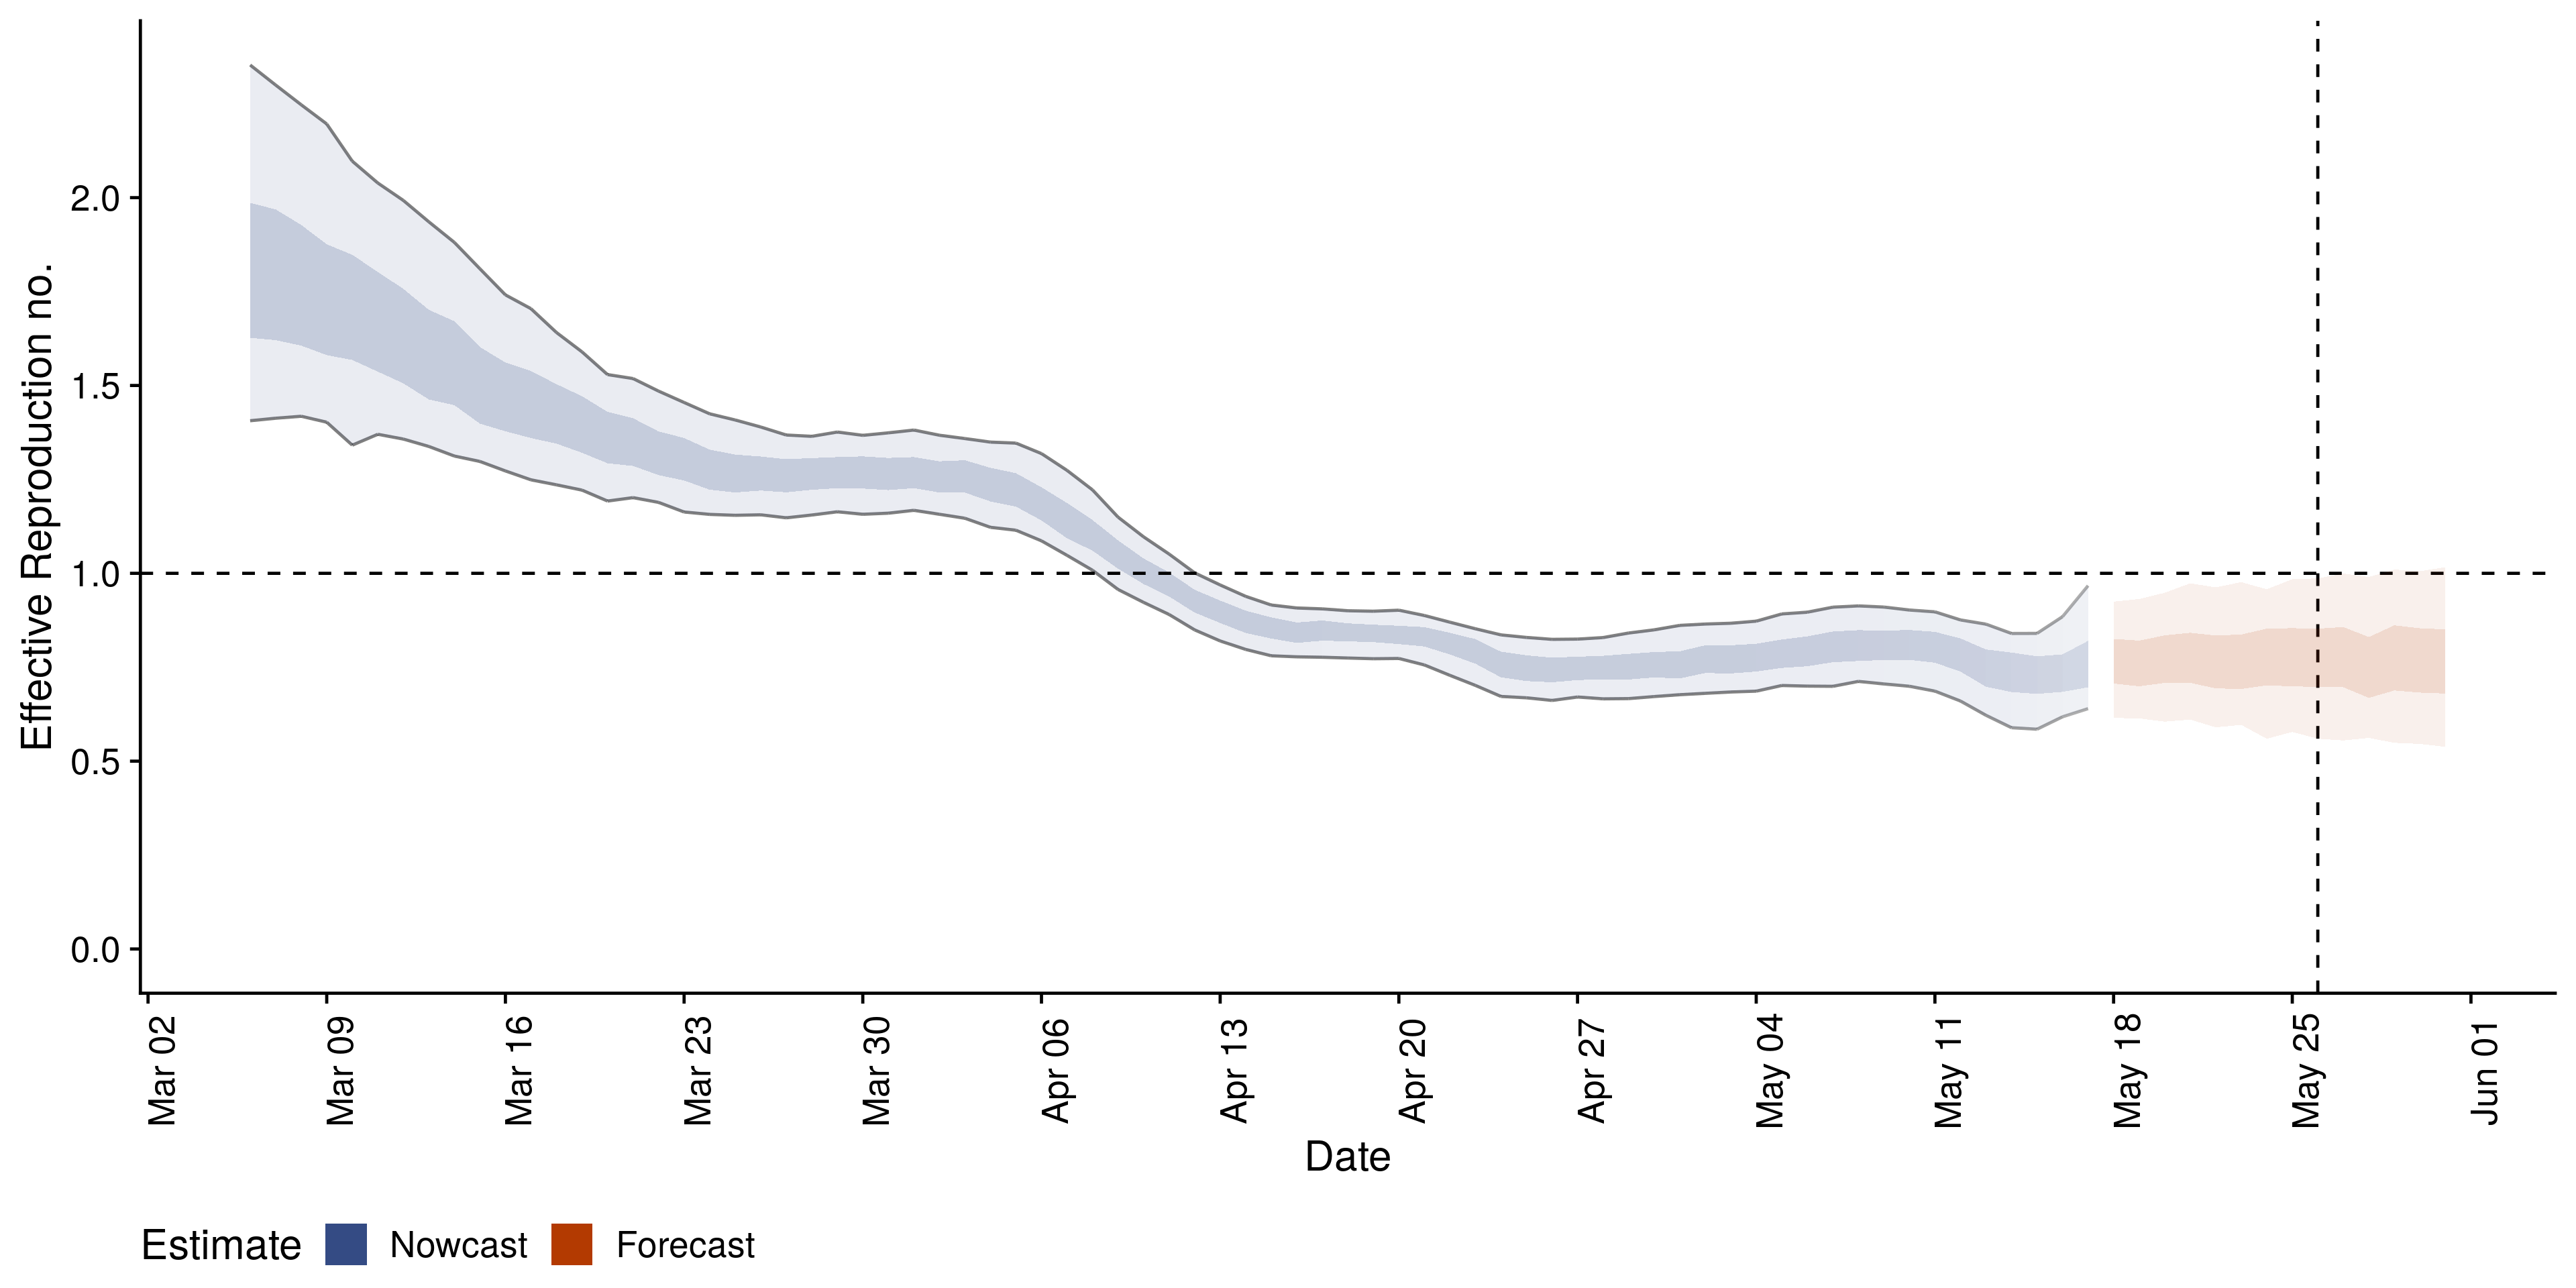 Effective Reproduction no.
2.0
1.5
1.0
0.5
0.0
Mar 02
Mar 09
Mar 16
Mar 23
Mar 30
Apr 06
Apr 13
Apr 20
Apr 27
May 04
May 11
May 18
May 25
Jun 01
Date
Estimate Nowcast Forecast